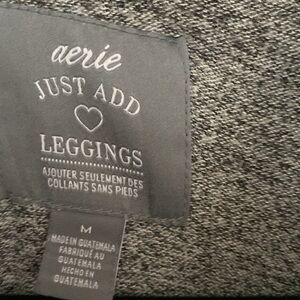 aerie
JUST ADD
LEGGINGS
AJOUTER SEULEMENT DES
COLLANTS SANS PIEDS
M
MADE IN GUATEMALA
FABRIQUÉ AU
GUATEMALA
HECHO EN
GUATEMALA